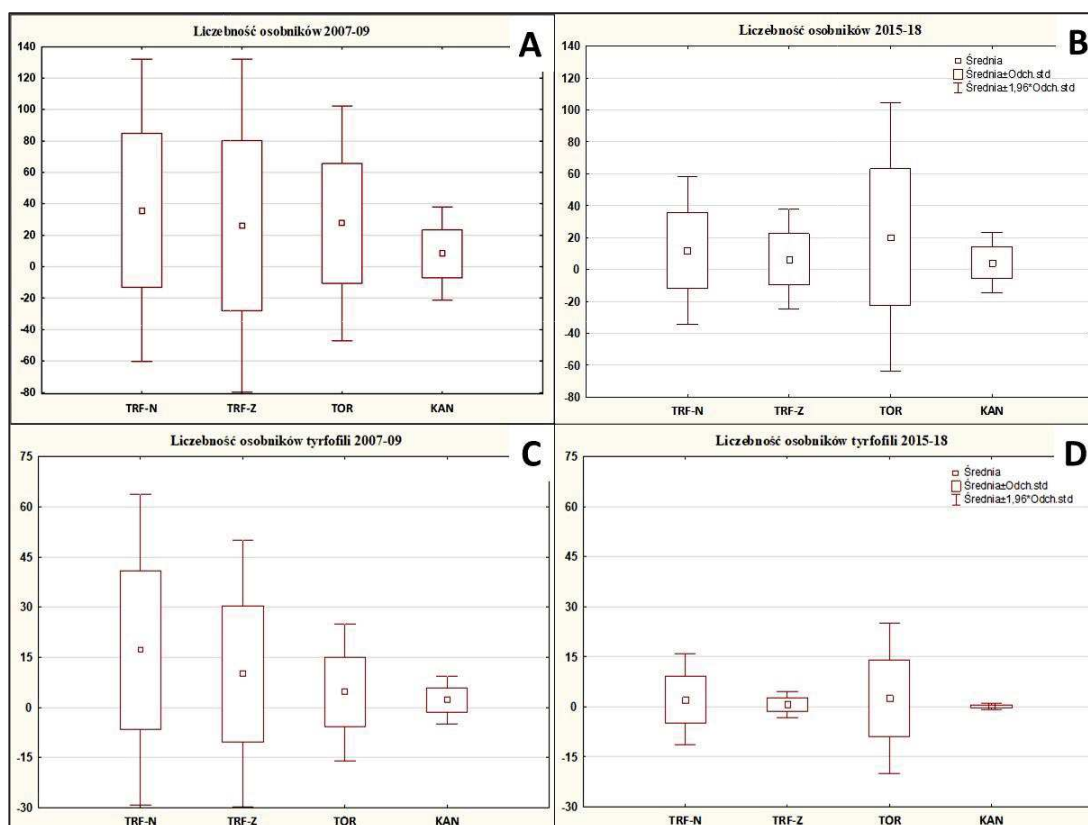 Liczebność osobników 2007-09
A
140
120
100
80
60
40
20
0
-20
-40
-60
-80
TRF-N TRF-Z TOR KAN
Liczebność osobników 2015-18
B
Średnia
Średnia±Odch.std
Średnia±1,96*Odch.std
140
120
100
80
60
40
20
0
-20
-40
-60
-80
TRF-N TRF-Z TOR KAN
Liczebność osobników tyrfofili 2007-09
C
75
60
45
30
15
0
-15
-30
TRF-N TRF-Z TOR KAN
Liczebność osobników tyrfofili 2015-18
D
Średnia
Średnia±Odch.std
Średnia±1,96*Odch.std
75
60
45
30
15
0
-15
-30
TRF-N TRF-Z TOR KAN